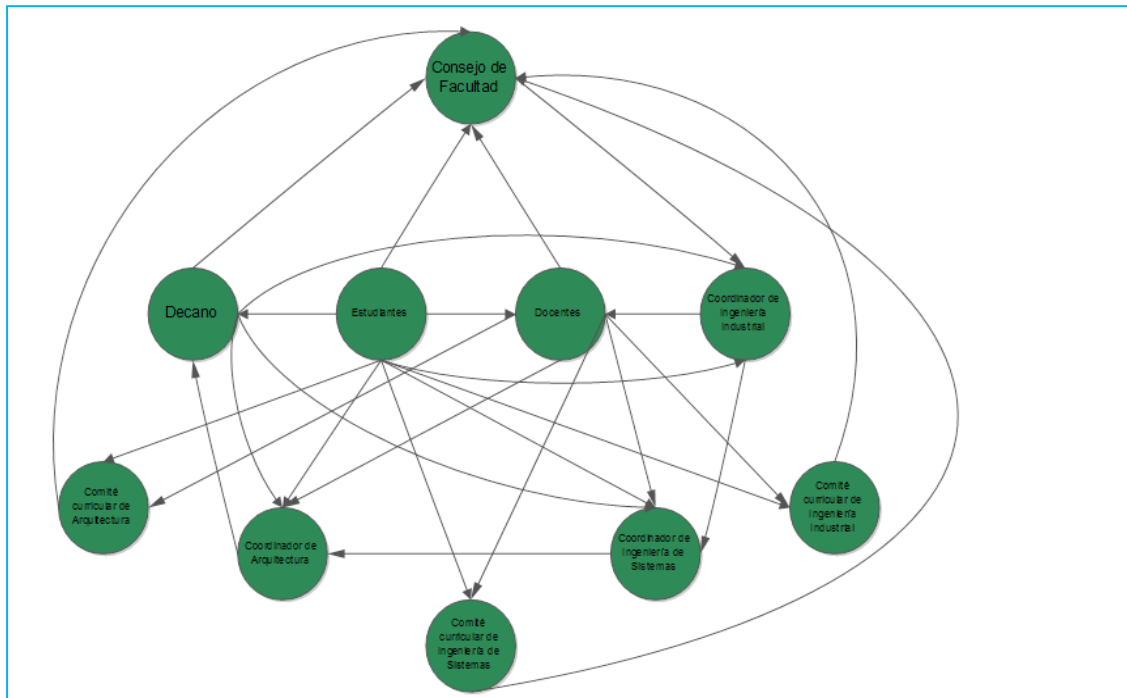 Consejo de
Facultad
Decano
Estudiantes
Docentes
Coordinador de
Ingeniería
Industrial
Comité
curricular de
Arquitectura
Coordinador de
Arquitectura
Coordinador de
Ingeniería de
Sistemas
Comité
curricular de
Ingeniería
Industrial
Comité
curricular de
Ingeniería de
Sistemas